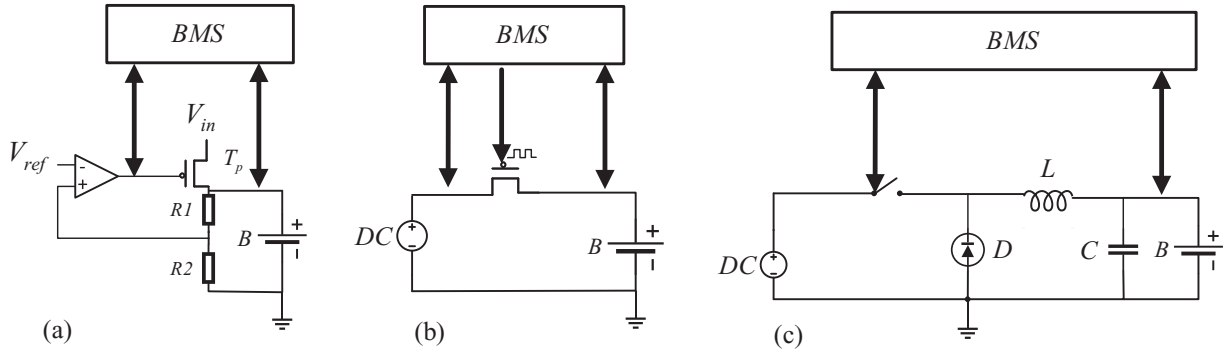 BMS
V_in
V_ref
-
+
T_p
R1
R2
B
+
-
(a)
BMS
DC
+
-
B
+
-
(b)
BMS
L
DC
+
-
D
C
B
+
-
(c)